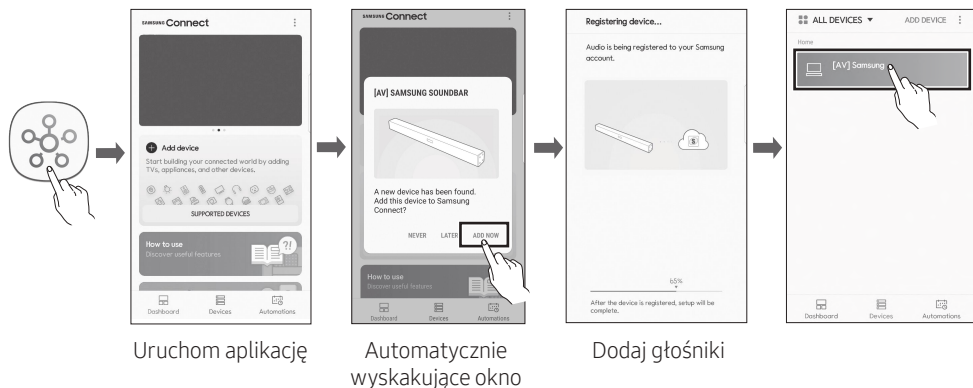 SAMSUNG Connect
Add device
Start building your connected world by adding
TVs, appliances, and other devices.
SUPPORTED DEVICES
How to use
Discover useful features
?!
Dashboard Devices Automations
Uruchom aplikację
SAMSUNG Connect
[AV] SAMSUNG SOUNDBAR
A new device has been found.
Add this device to Samsung
Connect?
NEVER LATER ADD NOW
How to use
Discover useful features
Dashboard Devices Automations
Automatycznie
wyskakujące okno
Registering device...
Audio is being registered to your Samsung
account.
S
65%
After the device is registered, setup will be
complete.
Dodaj głośniki
ALL DEVICES ▼ ADD DEVICE
Home
[AV] Samsung
Dashboard Devices Automations